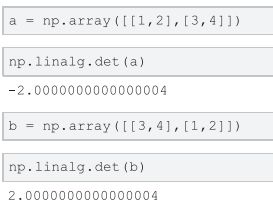 a = np.array([[1,2],[3,4]])
np.linalg.det(a)
-2.0000000000000004
b = np.array([[3,4],[1,2]])
np.linalg.det(b)
2.0000000000000004